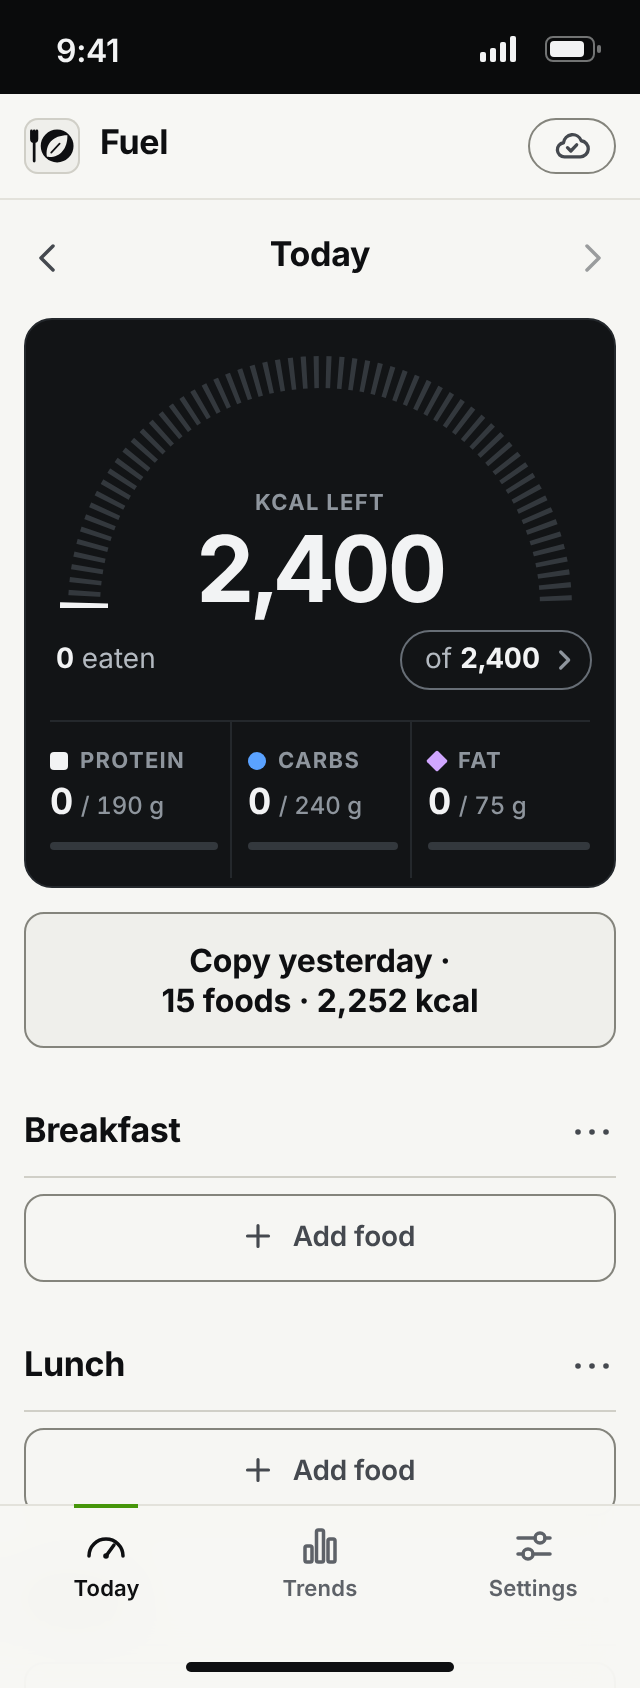 9:41
Fuel
Today
KCAL LEFT
2,400
0 eaten
of 2,400
PROTEIN
0 / 190 g
CARBS
0 / 240 g
FAT
0 / 75 g
Copy yesterday ·
15 foods · 2,252 kcal
Breakfast
Add food
Lunch
Add food
Today
Trends
Settings